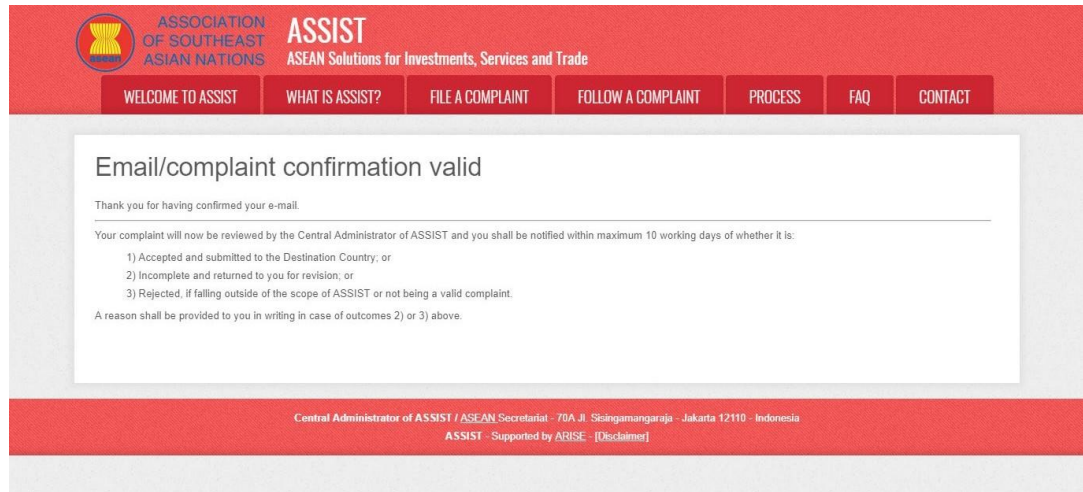 ASSOCIATION
OF SOUTHEAST
ASIAN NATIONS
asean
ASSIST
ASEAN Solutions for Investments, Services and Trade
WELCOME TO ASSIST WHAT IS ASSIST? FILE A COMPLAINT FOLLOW A COMPLAINT PROCESS FAQ CONTACT
Email/complaint confirmation valid
Thank you for having confirmed your e-mail.
Your complaint will now be reviewed by the Central Administrator of ASSIST and you shall be notified within maximum 10 working days of whether it is:
1) Accepted and submitted to the Destination Country; or
2) Incomplete and returned to you for revision; or
3) Rejected, if falling outside of the scope of ASSIST or not being a valid complaint.
A reason shall be provided to you in writing in case of outcomes 2) or 3) above.
Central Administrator of ASSIST / ASEAN Secretariat - 70A Jl. Sisingamangaraja - Jakarta 12110 - Indonesia
ASSIST - Supported by ARISE - [Disclaimer]